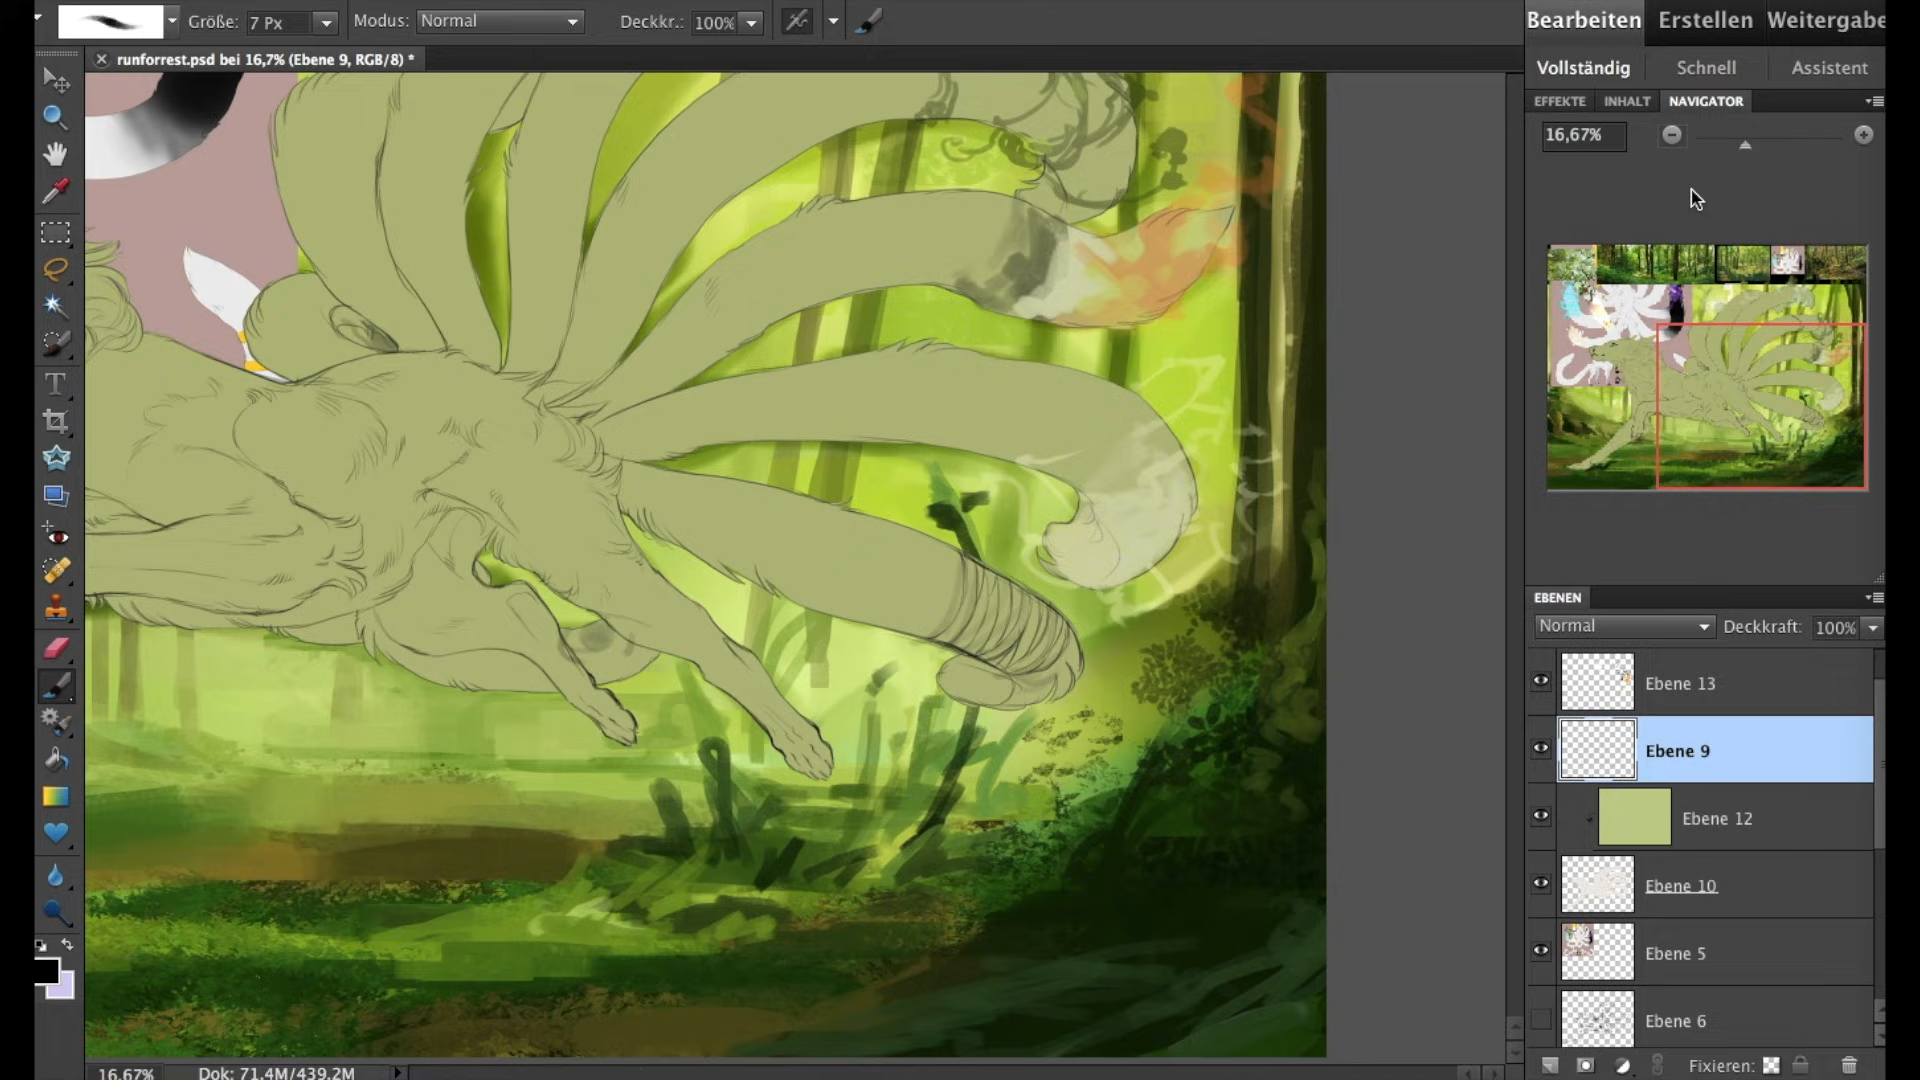 Größe: 7 Px Modus: Normal Deckkr.: 100%
Bearbeiten Erstellen Weitergabe
runforrest.psd bei 16,7% (Ebene 9, RGB/8) *
Vollständig Schnell Assistent
EFFEKTE INHALT NAVIGATOR
16,67%
EBENEN
Normal Deckkraft: 100%
Ebene 13
Ebene 9
Ebene 12
Ebene 10
Ebene 5
Ebene 6
Fixieren:
16,67% Dok: 71,4M/439,2M